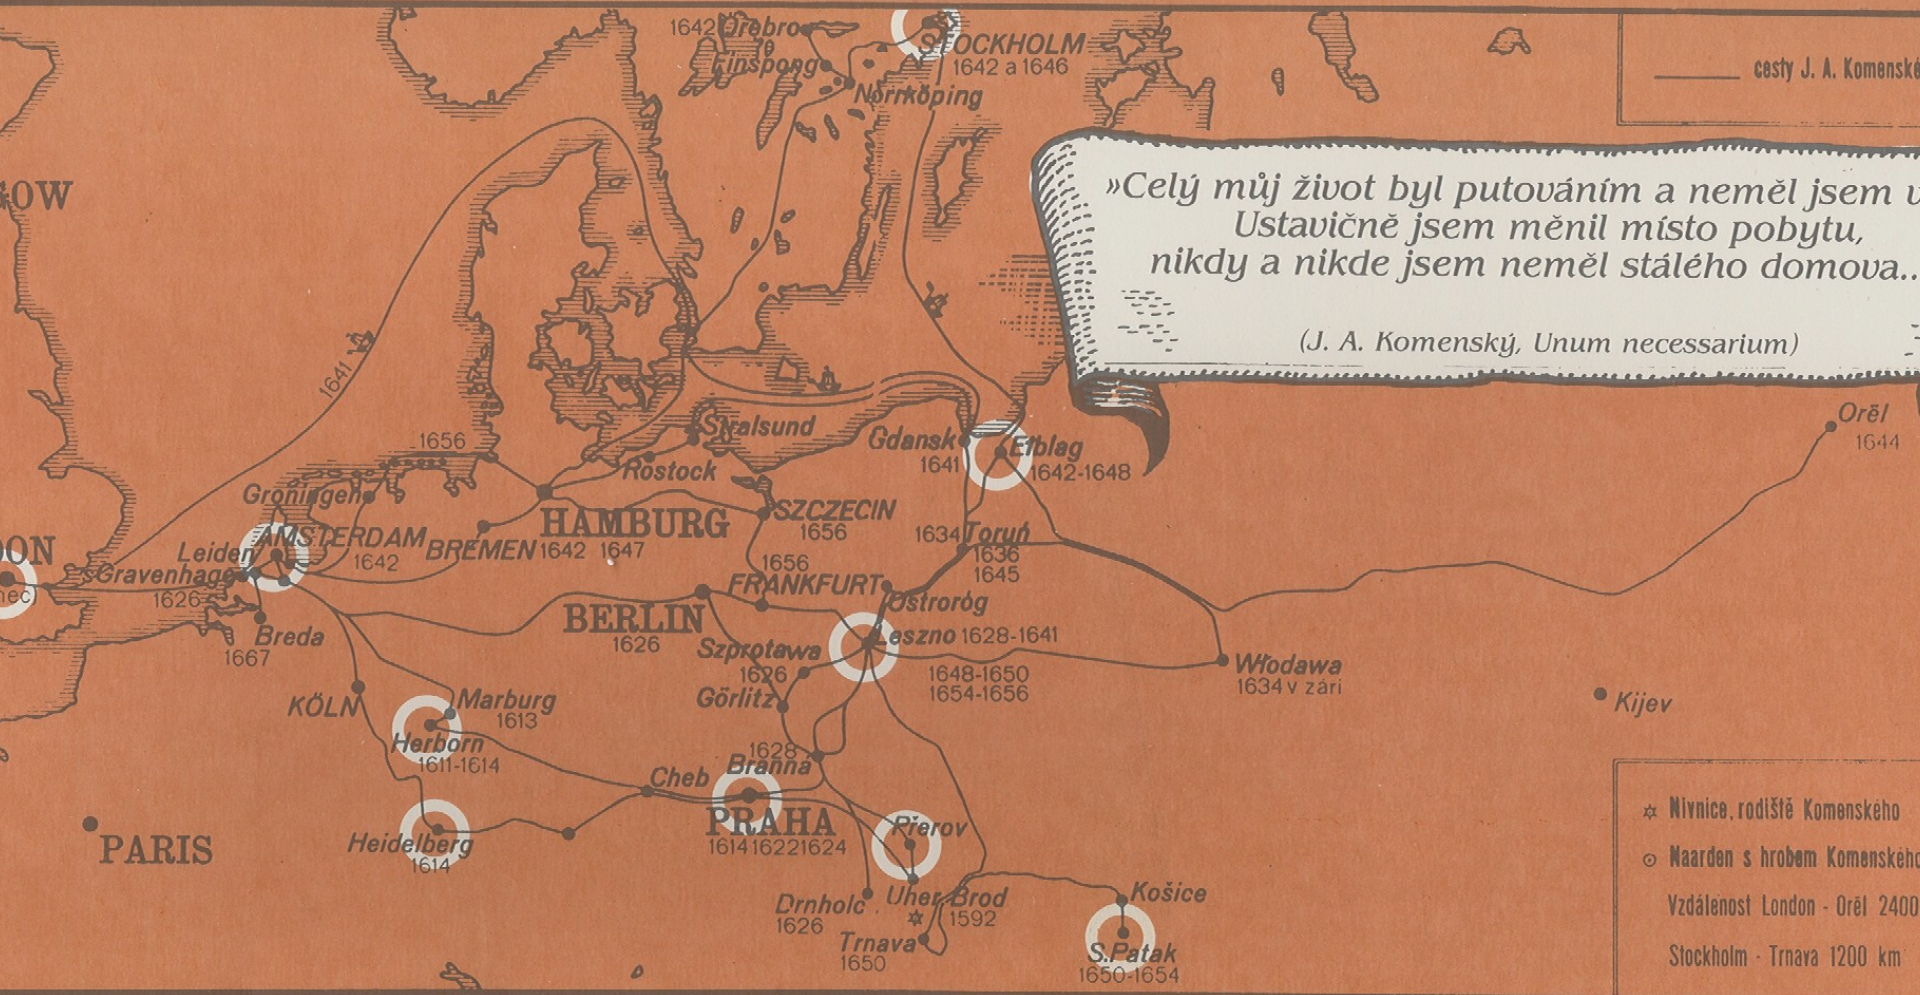 1642 Örebro
Finspong
STOCKHOLM
1642 a 1646
Norrköping
cesty J. A. Komenské
»Celý můj život byl putováním a neměl jsem v
Ustavičně jsem měnil místo pobytu,
nikdy a nikde jsem neměl stálého domova..
(J. A. Komenský, Unum necessarium)
OW
1641
1656
Stralsund
Rostock
Gdansk
1641
Elblag
1642-1648
Orēl
1644
Groningen
AMSTERDAM
1642
HAMBURG
1642 1647
BREMEN
SZCZECIN
1656
1634 Toruń
1636
1645
DON
Leiden
sGravenhage
1626
Breda
1667
1656
FRANKFURT
Ostroróg
BERLIN
1626
Leszno 1628-1641
1648-1650
1654-1656
Szprotawa
1626
Görlitz
Włodawa
1634 v zári
Kijev
KÖLN
Marburg
1613
Herborn
1611-1614
1628
Branná
Cheb
PRAHA
1614 1622 1624
Přerov
PARIS
Heidelberg
1614
Drnholc
1626
Uher. Brod
1592
Trnava
1650
Košice
S.Patak
1650-1654
Nivnice, rodiště Komenského
Naarden s hrobem Komenského
Vzdálenost London - Orēl 2400
Stockholm - Trnava 1200 km